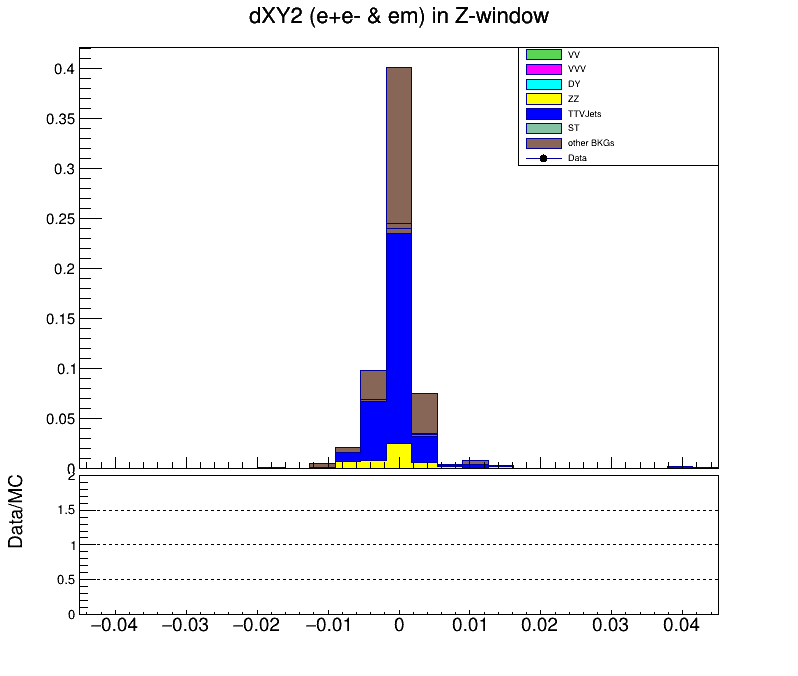 dXY2 (e+e- & em) in Z-window
0.4
0.35
0.3
0.25
0.2
0.15
0.1
0.05
0
VV
VVV
DY
ZZ
TTVJets
ST
other BKGs
Data
Data/MC
2
1.5
1
0.5
0
−0.04 −0.03 −0.02 −0.01 0 0.01 0.02 0.03 0.04